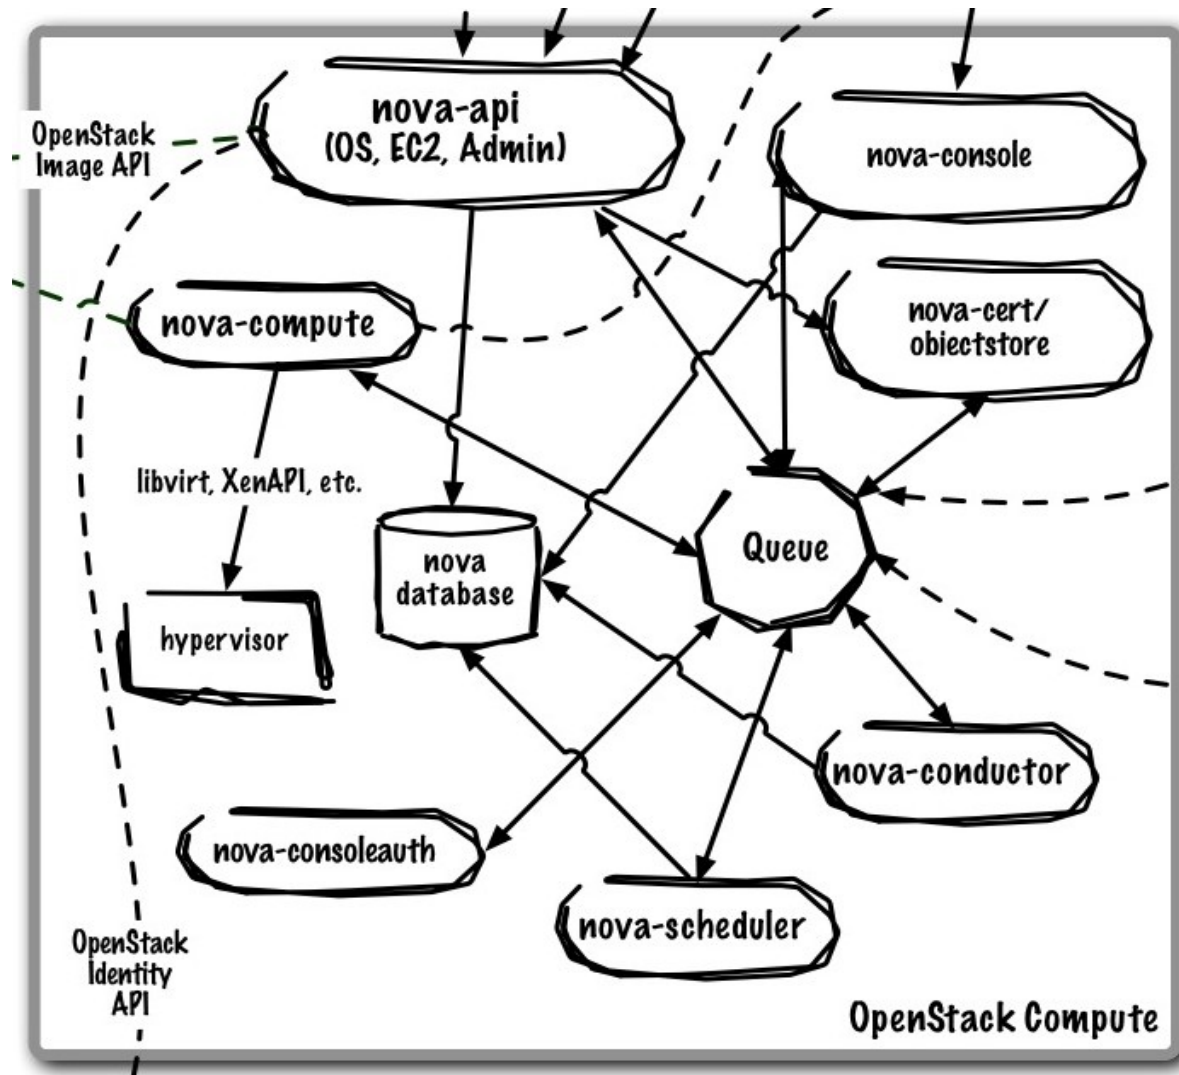 nova-api
(OS, EC2, Admin)
OpenStack
Image API
nova-console
nova-compute
nova-cert/
obiectstore
libvirt, XenAPI, etc.
Queue
nova
database
hypervisor
nova-conductor
nova-consoleauth
nova-scheduler
OpenStack
Identity
API
OpenStack Compute